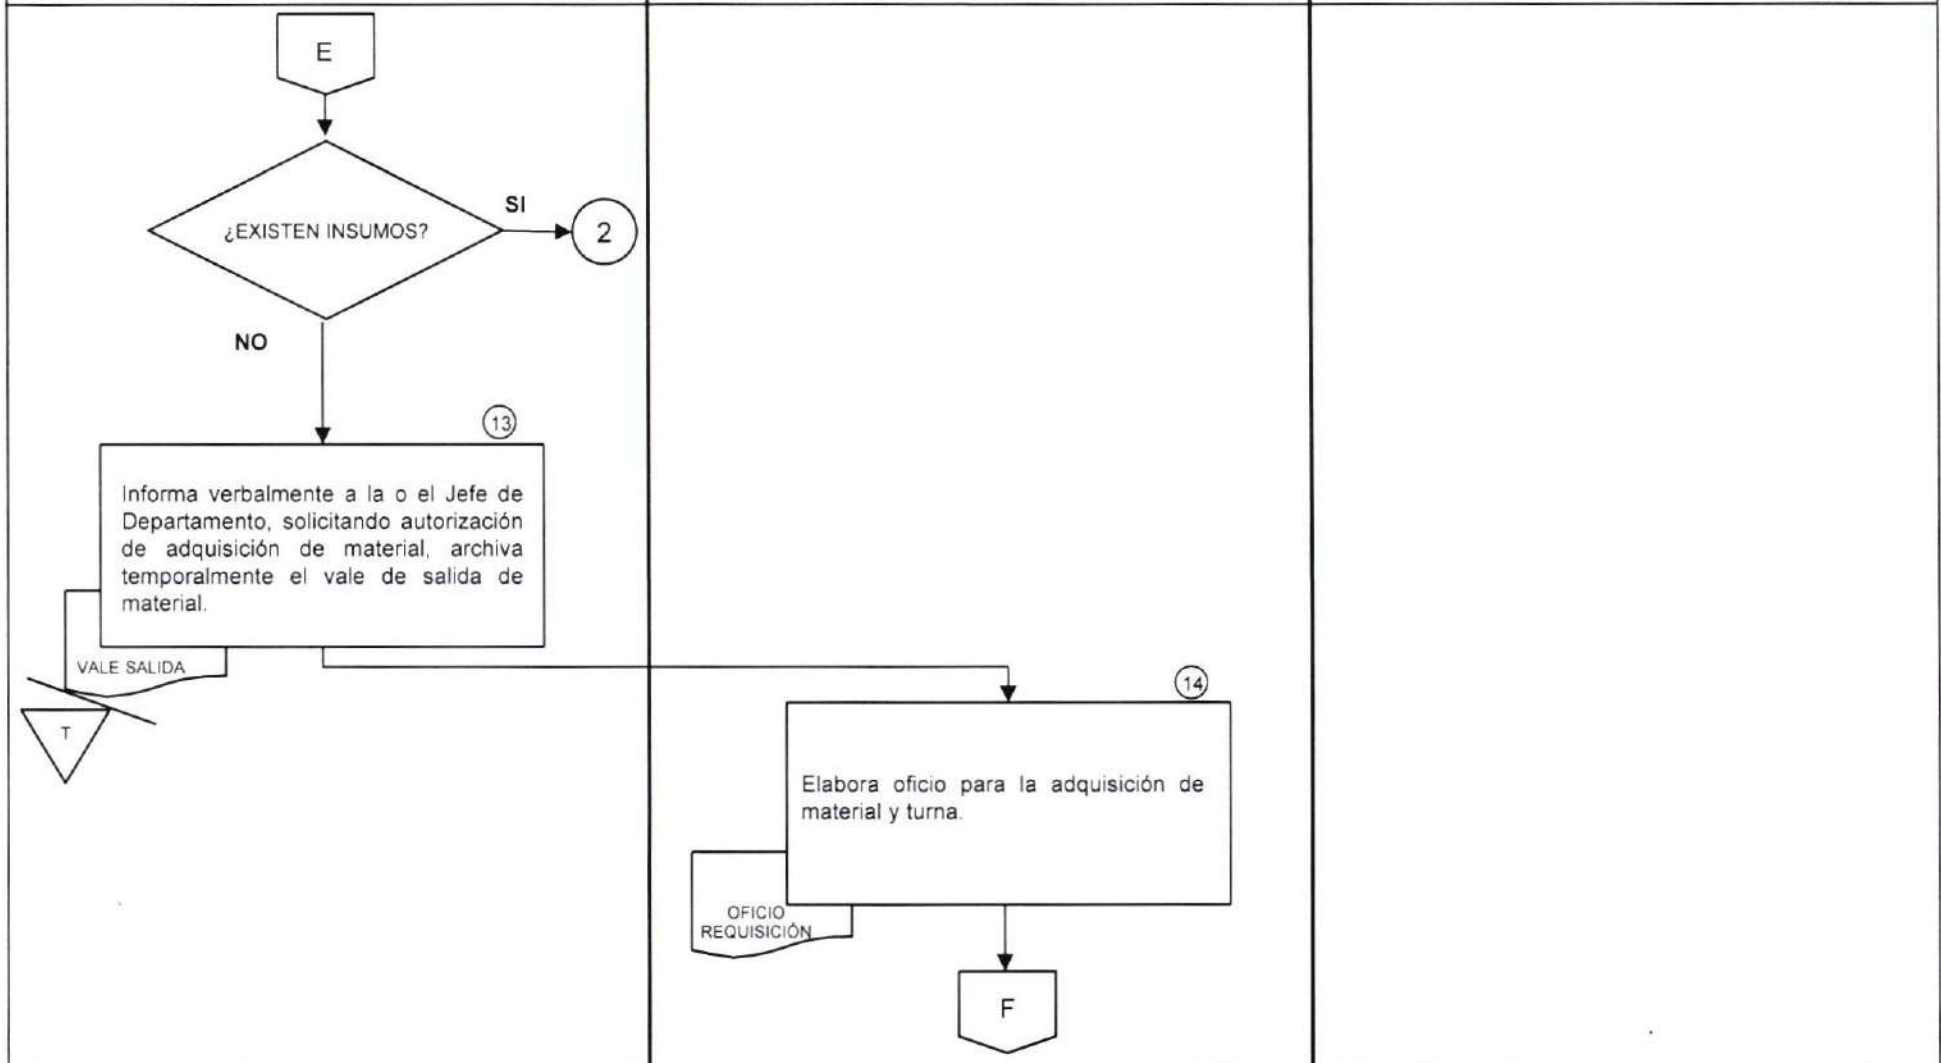 E
¿EXISTEN INSUMOS?
SI
2
NO
13
Informa verbalmente a la o el Jefe de
Departamento, solicitando autorización
de adquisición de material, archiva
temporalmente el vale de salida de
material.
VALE SALIDA
T
14
Elabora oficio para la adquisición de
material y turna.
OFICIO
REQUISICIÓN
F